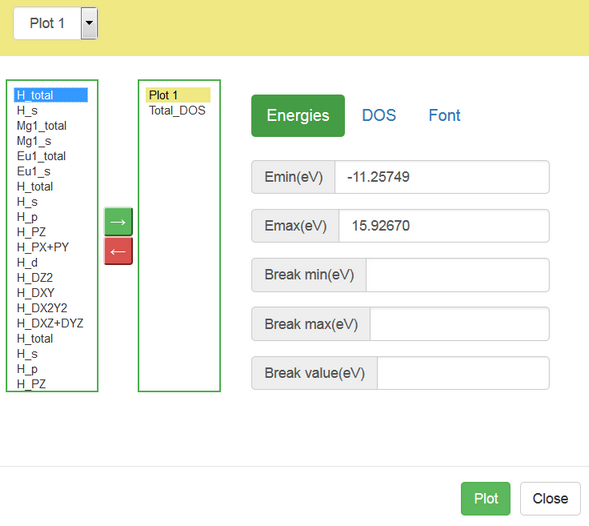 Plot 1
H_total
H_s
Mg1_total
Mg1_s
Eu1_total
Eu1_s
H_total
H_s
H_p
H_PZ
H_PX+PY
H_d
H_DZ2
H_DXY
H_DX2Y2
H_DXZ+DYZ
H_total
H_s
H_p
H_PZ
→
←
Plot 1
Total_DOS
Energies DOS Font
Emin(eV) -11.25749
Emax(eV) 15.92670
Break min(eV)
Break max(eV)
Break value(eV)
Plot Close